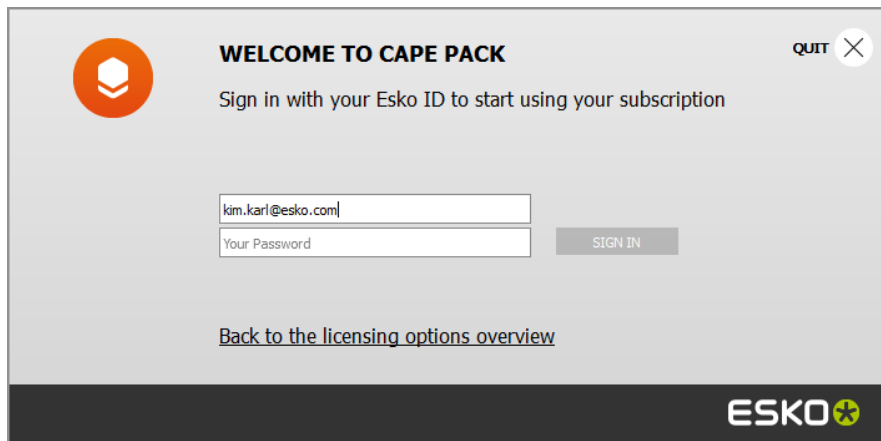 WELCOME TO CAPE PACK
QUIT
Sign in with your Esko ID to start using your subscription
kim.karl@esko.com
Your Password
SIGN IN
Back to the licensing options overview
ESKO